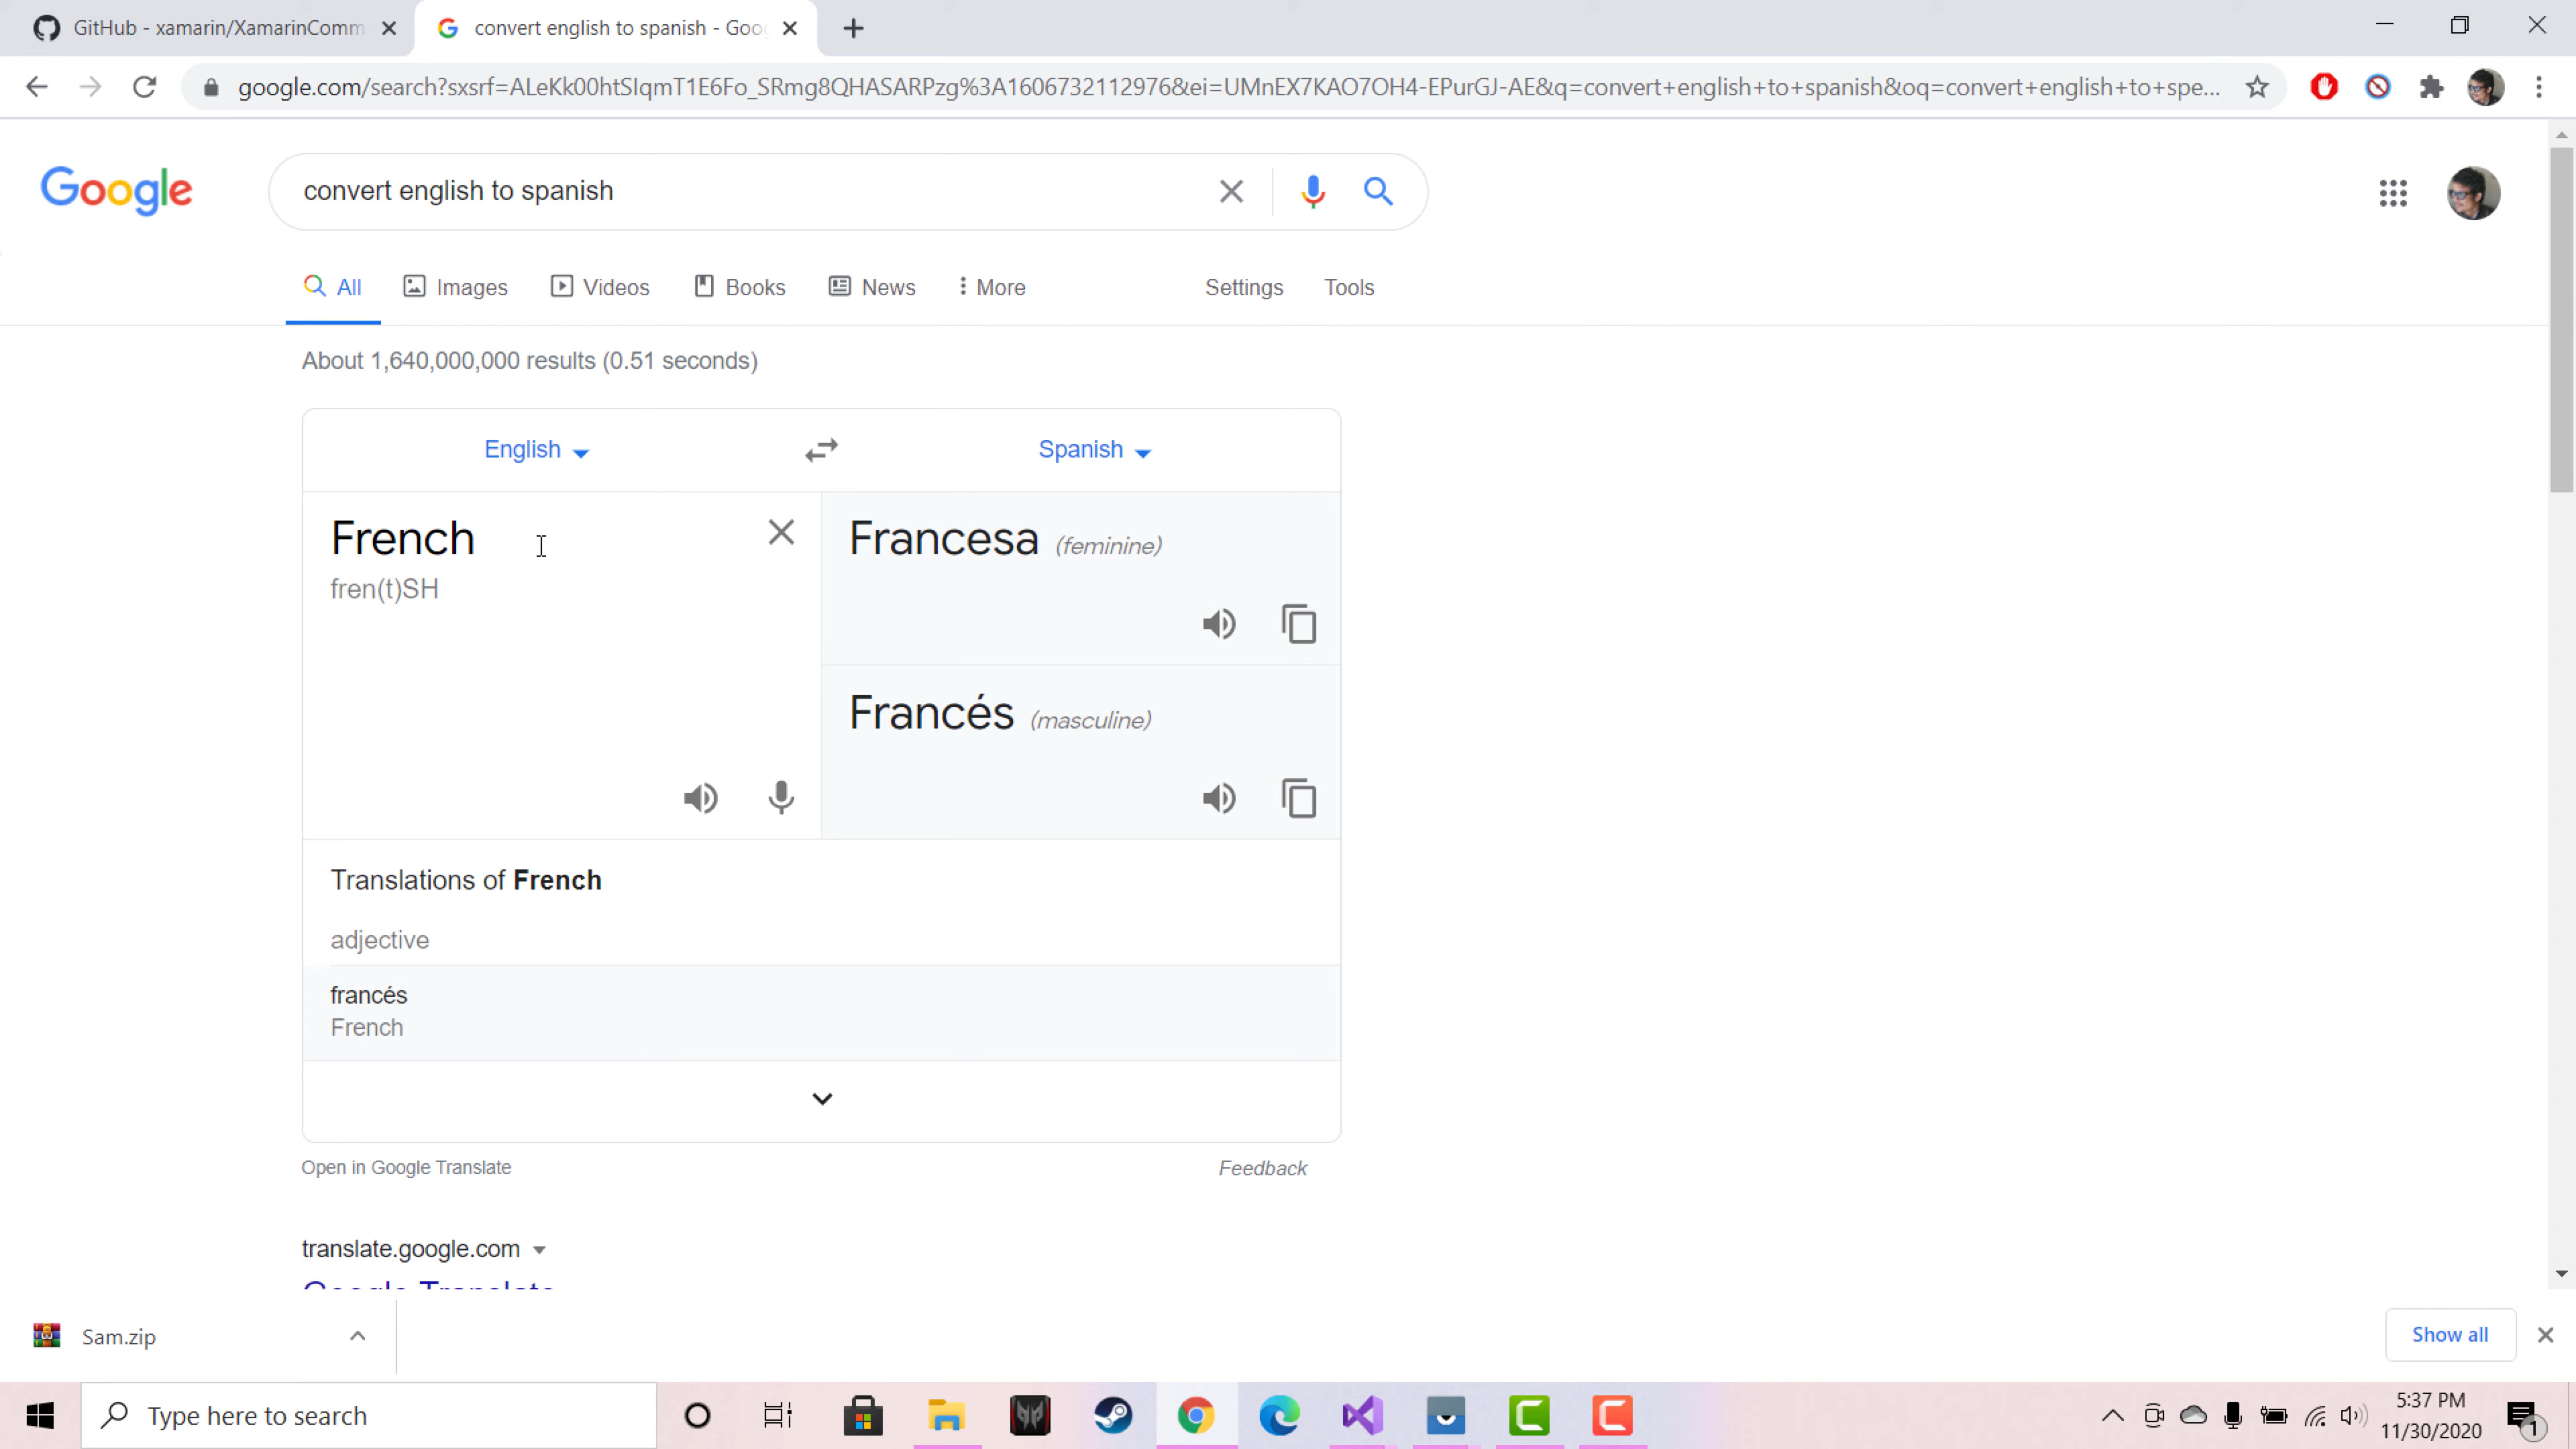 GitHub - xamarin/XamarinComm
convert english to spanish - Goo
google.com/search?sxsrf=ALeKk00htSIqmT1E6Fo_SRmg8QHASARPzg%3A1606732112976&ei=UMnEX7KAO7OH4-EPurGJ-AE&q=convert+english+to+spanish&oq=convert+english+to+spe...
Google
convert english to spanish
All Images Videos Books News More Settings Tools
About 1,640,000,000 results (0.51 seconds)
English Spanish
French
fren(t)SH
Francesa (feminine)
Francés (masculine)
Translations of French
adjective
francés
French
Open in Google Translate Feedback
translate.google.com
Google Translate
Sam.zip
Show all
Type here to search
5:37 PM
11/30/2020
1